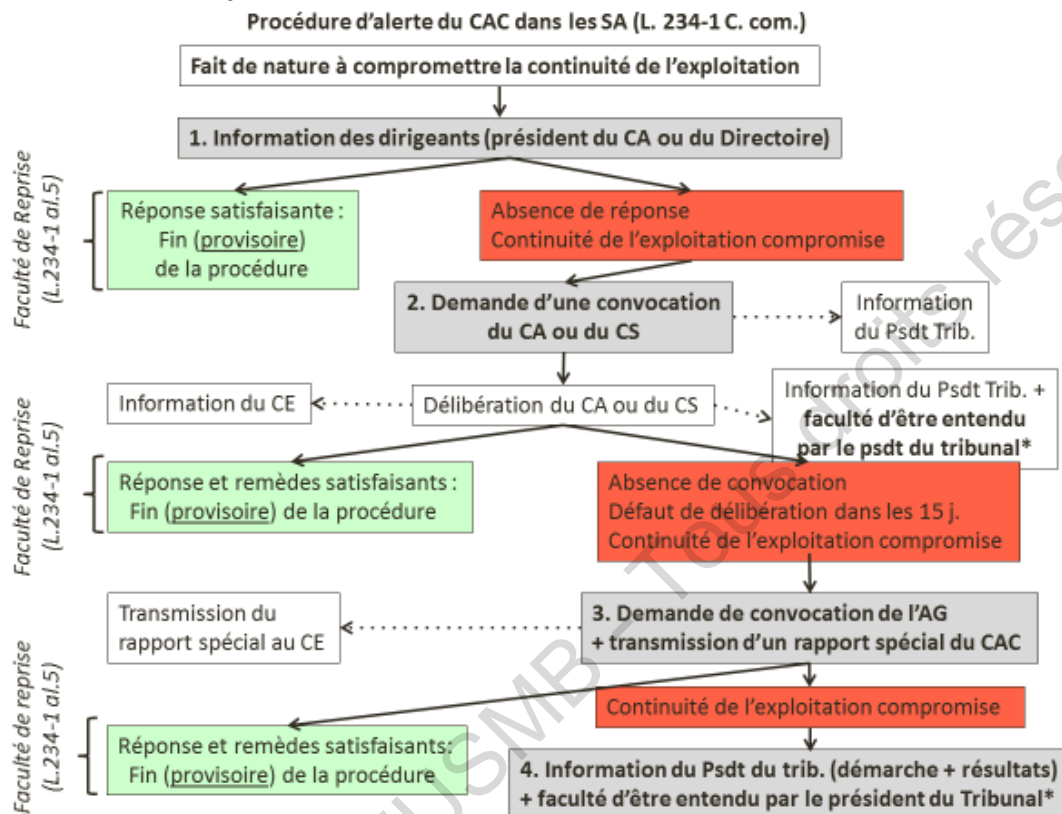 Procédure d'alerte du CAC dans les SA (L. 234-1 C. com.)
Fait de nature à compromettre la continuité de l'exploitation
1. Information des dirigeants (président du CA ou du Directoire)
Faculté de Reprise
(L.234-1 al.5)
Réponse satisfaisante :
Fin (provisoire)
de la procédure
Absence de réponse
Continuité de l'exploitation compromise
2. Demande d'une convocation
du CA ou du CS
Information
du Psdt Trib.
Information du CE
Délibération du CA ou du CS
Information du Psdt Trib. +
faculté d'être entendu
par le psdt du tribunal*
Faculté de Reprise
(L.234-1 al.5)
Réponse et remèdes satisfaisants :
Fin (provisoire) de la procédure
Absence de convocation
Défaut de délibération dans les 15 j.
Continuité de l'exploitation compromise
Transmission du
rapport spécial au CE
3. Demande de convocation de l'AG
+ transmission d'un rapport spécial du CAC
Faculté de reprise
(L.234-1 al.5)
Continuité de l'exploitation compromise
Réponse et remèdes satisfaisants:
Fin (provisoire) de la procédure
4. Information du Psdt du trib. (démarche + résultats)
+ faculté d'être entendu par le président du Tribunal*
USMB - Tous droits rés